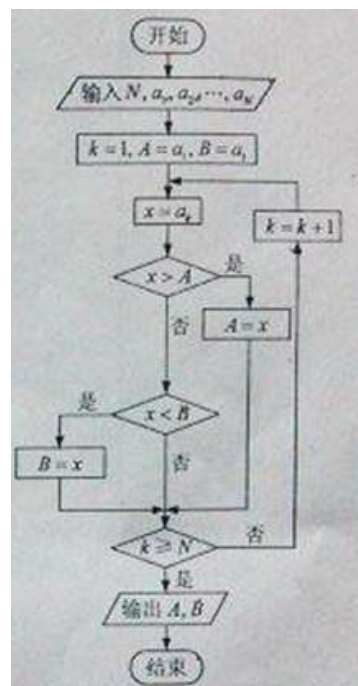 开始
输入 N, a₁, a₂, …, a_N
k = 1, A = a₁, B = a₁
x = a_k
k = k + 1
x > A
是
否
A = x
x < B
是
否
B = x
k ≥ N
否
是
输出 A, B
结束